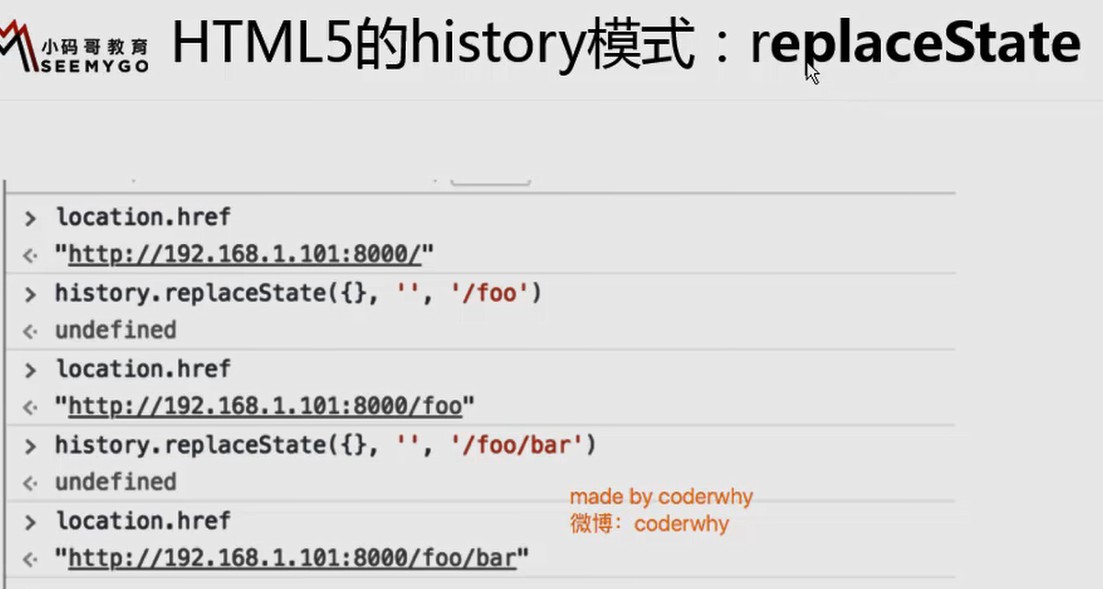 小码哥教育
SEEMYGO
HTML5的history模式：replaceState
> location.href
<· "http://192.168.1.101:8000/"
> history.replaceState({}, '', '/foo')
<· undefined
> location.href
<· "http://192.168.1.101:8000/foo"
> history.replaceState({}, '', '/foo/bar')
<· undefined
> location.href
<· "http://192.168.1.101:8000/foo/bar"
made by coderwhy
微博：coderwhy